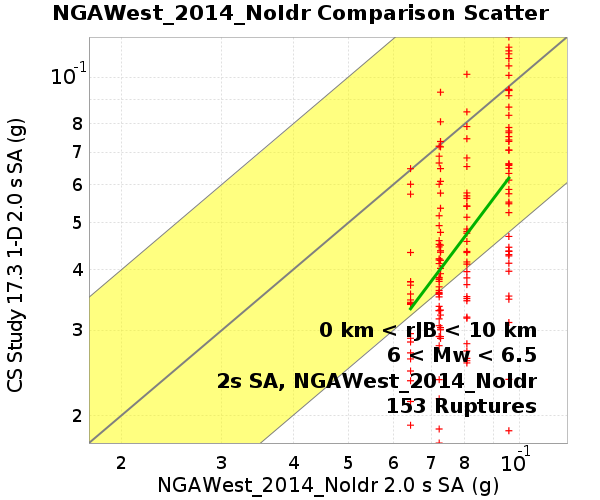 NGAWest_2014_NoIdr Comparison Scatter
CS Study 17.3 1-D 2.0 s SA (g)
10-1
8
7
6
5
4
3
2
0 km < rJB < 10 km
6 < Mw < 6.5
2s SA, NGAWest_2014_NoIdr
153 Ruptures
2 3 4 5 6 7 8 10-1
NGAWest_2014_NoIdr 2.0 s SA (g)